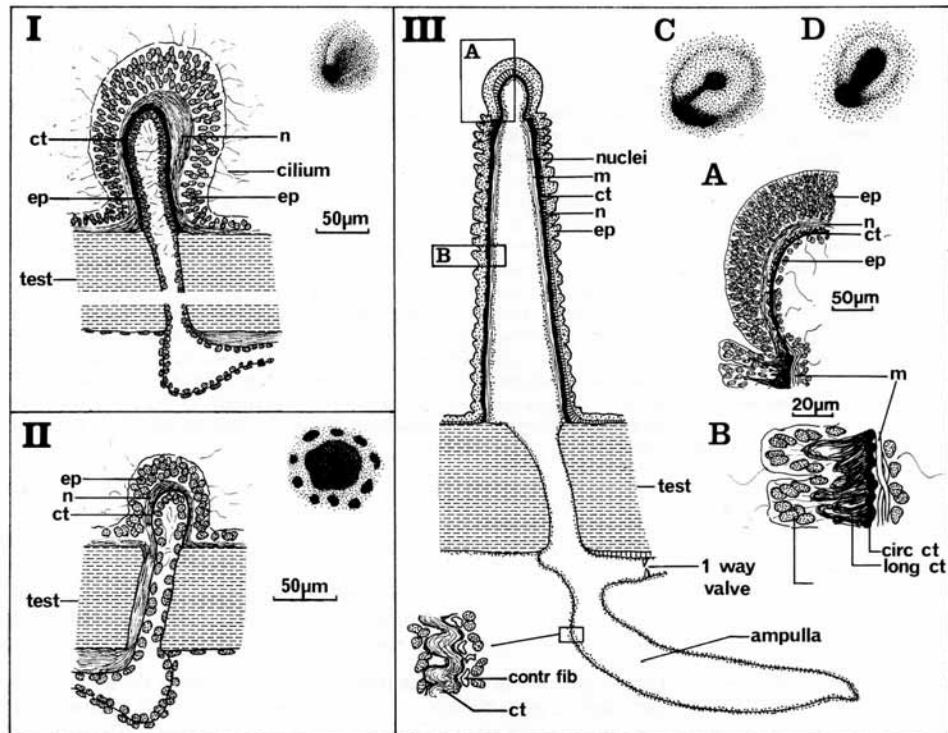 I
ct
n
cilium
ep
ep
50µm
test
II
ep
n
ct
test
50µm
III
A
B
nuclei
m
ct
n
ep
test
1 way
valve
ampulla
contr fib
ct
C
D
A
ep
n
ct
ep
50µm
m
20µm
B
circ ct
long ct